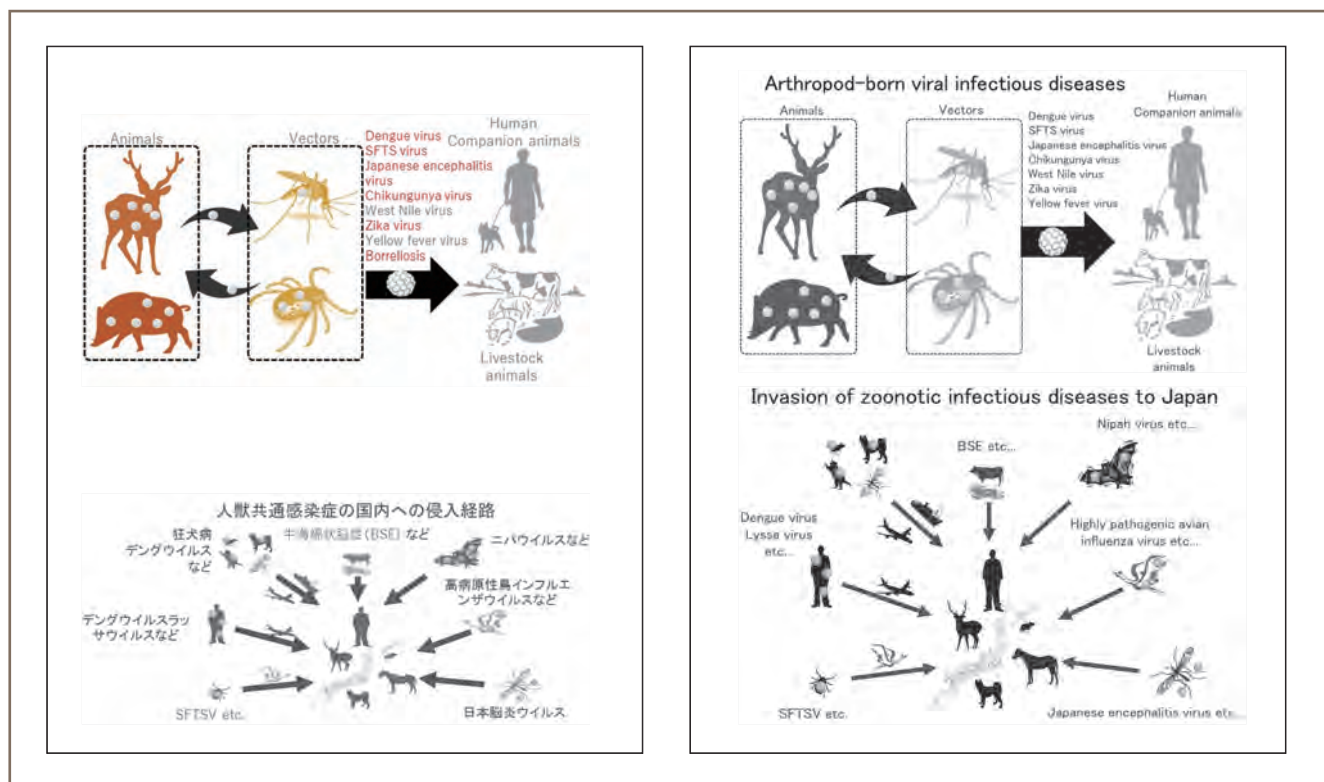 Animals
Vectors
Dengue virus
SFTS virus
Japanese encephalitis
virus
Chikungunya virus
West Nile virus
Zika virus
Yellow fever virus
Borreliosis
Human
Companion animals
Livestock
animals
人獣共通感染症の国内への侵入経路
狂犬病
デングウイルス
など
牛海綿状脳症(BSE) など
ニパウイルスなど
高病原性鳥インフルエ
ンザウイルスなど
デングウイルスラッ
サウイルスなど
SFTSV etc.
日本脳炎ウイルス
Arthropod-born viral infectious diseases
Animals
Vectors
Dengue virus
SFTS virus
Japanese encephalitis virus
Chikungunya virus
West Nile virus
Zika virus
Yellow fever virus
Human
Companion animals
Livestock
animals
Invasion of zoonotic infectious diseases to Japan
BSE etc...
Nipah virus etc...
Dengue virus
Lyssa virus
etc...
Highly pathogenic avian
influenza virus etc...
SFTSV etc.
Japanese encephalitis virus etc...